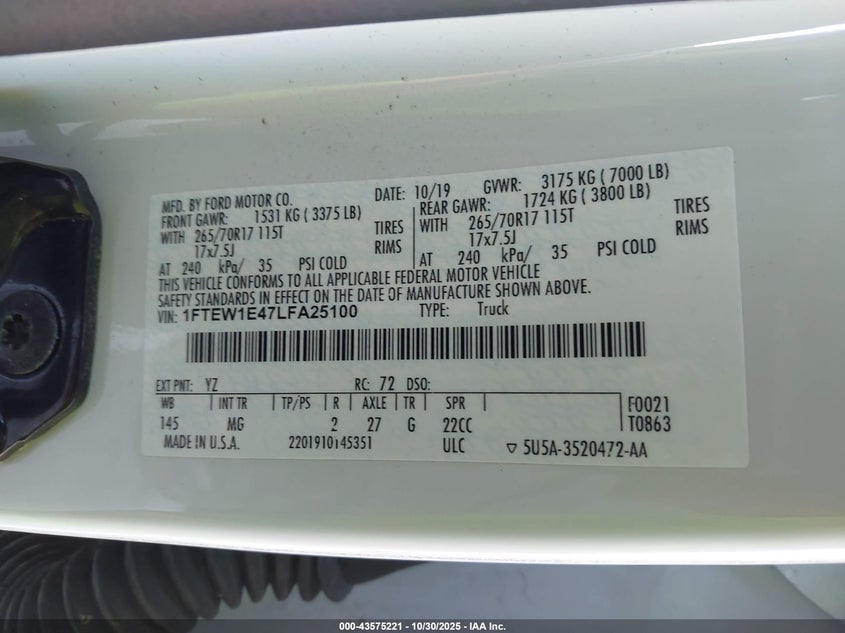 MFD. BY FORD MOTOR CO. DATE: 10/19 GVWR: 3175 KG ( 7000 LB)
FRONT GAWR: 1531 KG ( 3375 LB) REAR GAWR: 1724 KG ( 3800 LB)
WITH 265/70R17 115T TIRES WITH 265/70R17 115T TIRES
17x7.5J RIMS 17x7.5J RIMS
AT 240 kPa/ 35 PSI COLD AT 240 kPa/ 35 PSI COLD
THIS VEHICLE CONFORMS TO ALL APPLICABLE FEDERAL MOTOR VEHICLE
SAFETY STANDARDS IN EFFECT ON THE DATE OF MANUFACTURE SHOWN ABOVE.
VIN: 1FTEW1E47LFA25100 TYPE: Truck
EXT PNT: YZ RC: 72 DSO:
WB | INT TR | TP/PS | R | AXLE | TR | SPR | F0021
145 MG 2 27 G 22CC T0863
MADE IN U.S.A. 2201910145351 ULC ▽ 5U5A-3520472-AA
000-43575221 - 10/30/2025 - IAA Inc.